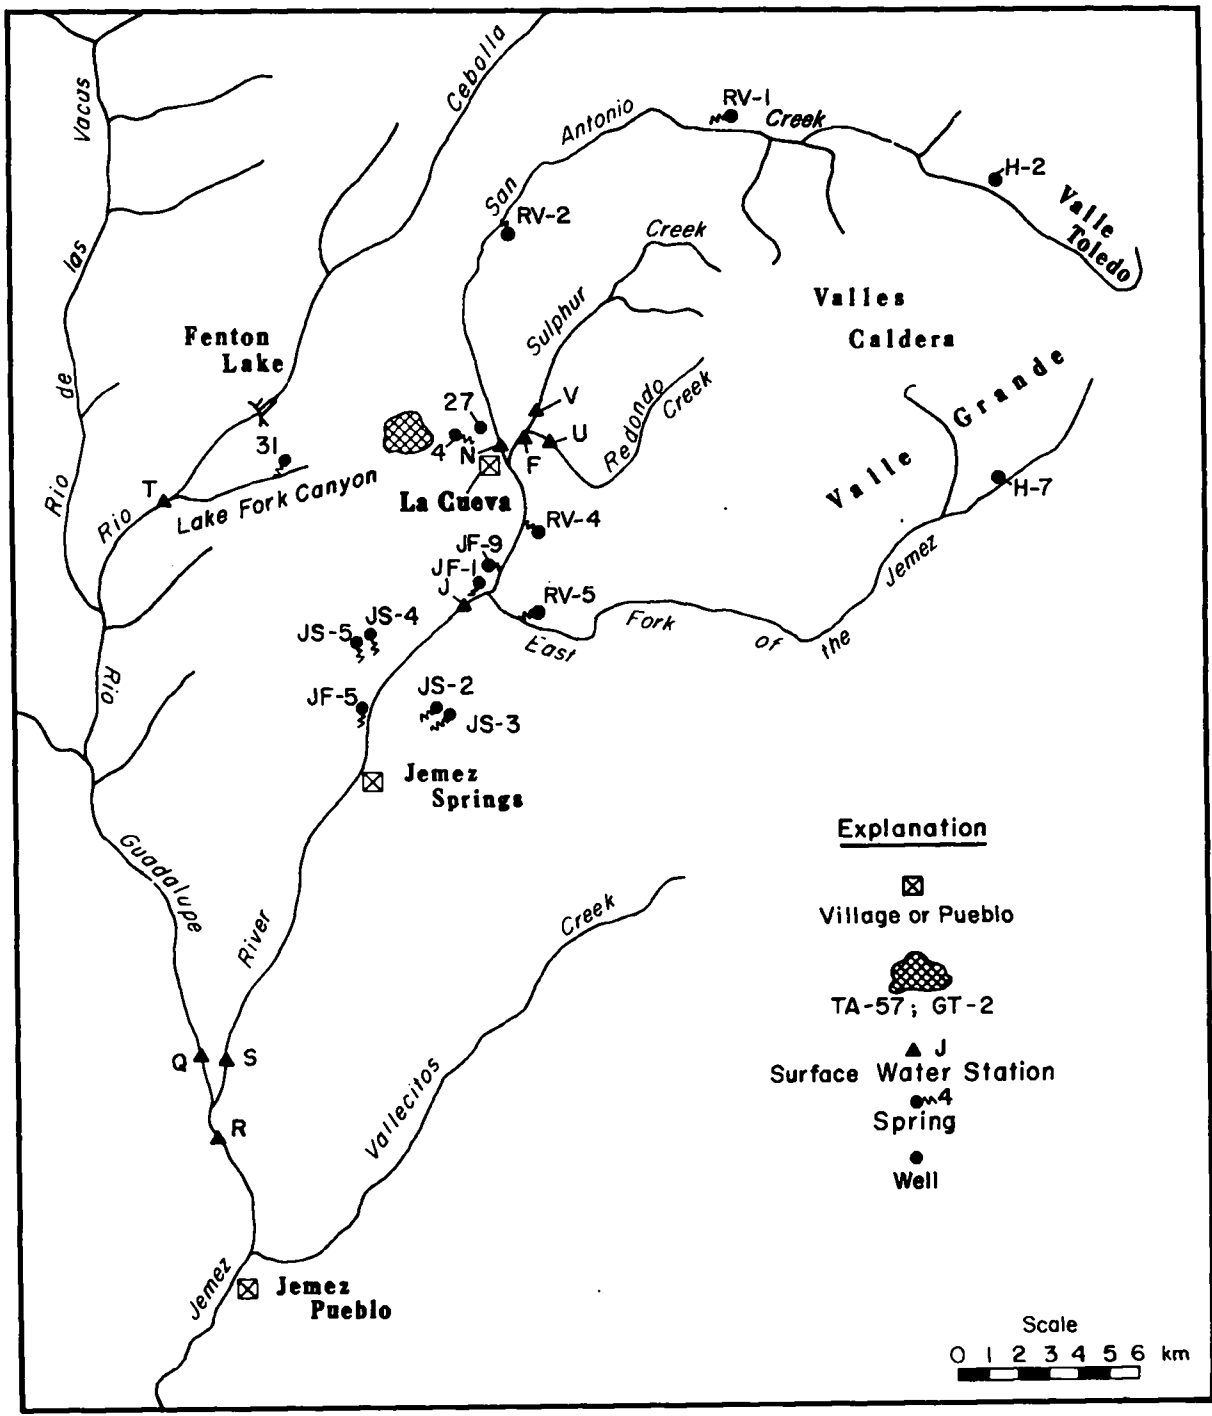 Vacus
las
de
Rio
Cebolla
San
Antonio
RV-1
Creek
H-2
Valle
Toledo
RV-2
Creek
Sulphur
Valles
Caldera
Fenton
Lake
Redondo
Creek
Valle Grande
V
U
F
27
4
N
La Cueva
31
T
Lake Fork Canyon
Rio
H-7
RV-4
JF-9
JF-1
J
RV-5
East Fork of the Jemez
JS-4
JS-5
Rio
JF-5
JS-2
JS-3
Jemez
Springs
Guadalupe
River
Creek
Vallecitos
Q
S
R
Jemez
Jemez
Pueblo
Explanation
Village or Pueblo
TA-57; GT-2
J
Surface Water Station
4
Spring
Well
Scale
0 1 2 3 4 5 6 km